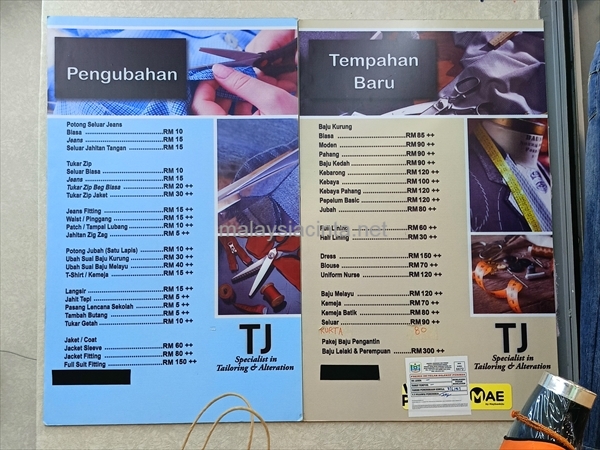 Pengubahan
Potong Seluar Jeans
Biasa ................RM 10
Jeans ................RM 15
Seluar Jahitan Tangan ................RM 15
Tukar Zip
Seluar Biasa ................RM 10
Jeans ................RM 15
Tukar Zip Beg Biasa ................RM 20 ++
Tukar Zip Jaket ................RM 30 ++
Jeans Fitting ................RM 15 ++
Waist / Pinggang ................RM 15 ++
Patch / Tampal Lubang ................RM 10 ++
Jahitan Zig Zag ................RM 5 ++
Potong Jubah (Satu Lapis) ................RM 10 ++
Ubah Suai Baju Kurung ................RM 30 ++
Ubah Suai Baju Melayu ................RM 40 ++
T-Shirt / Kemeja ................RM 15 ++
Langsir ................RM 15 ++
Jahit Tepi ................RM 5 ++
Pasang Lencana Sekolah ................RM 5 ++
Tambah Butang ................RM 5 ++
Tukar Getah ................RM 10 ++
Jaket / Coat
Jacket Sleeve ................RM 60 ++
Jacket Fitting ................RM 80 ++
Full Suit Fitting ................RM 150 ++
TJ
Specialist in
Tailoring & Alteration
Tempahan
Baru
Baju Kurung
Biasa ................RM 85 ++
Moden ................RM 90 ++
Pahang ................RM 90 ++
Baju Kedah ................RM 90 ++
Kebarong ................RM 120 ++
Kebaya ................RM 100 ++
Kebaya Pahang ................RM 120 ++
Papelum Basic ................RM 120 ++
Jubah ................RM 80 ++
Full Lining ................RM 60 ++
Half Lining ................RM 30 ++
Dress ................RM 150 ++
Blouse ................RM 70 ++
Uniform Nurse ................RM 120 ++
Baju Melayu ................RM 120 ++
Kemeja ................RM 70 ++
Kemeja Batik ................RM 80 ++
Seluar ................RM 90 ++
KURTA 80
Pakej Baju Pengantin
Baju Lelaki & Perempuan ................RM 300 ++
TJ
Specialist in
Tailoring & Alteration
MAE
malaysiacinta.net